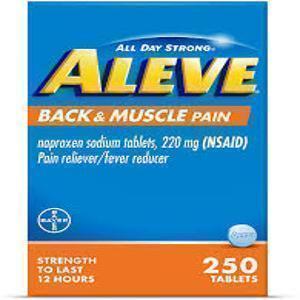 ALL DAY STRONG®
ALEVE®
BACK & MUSCLE PAIN
naproxen sodium tablets, 220 mg (NSAID)
Pain reliever/fever reducer
BAYER
STRENGTH
TO LAST
12 HOURS
250
TABLETS